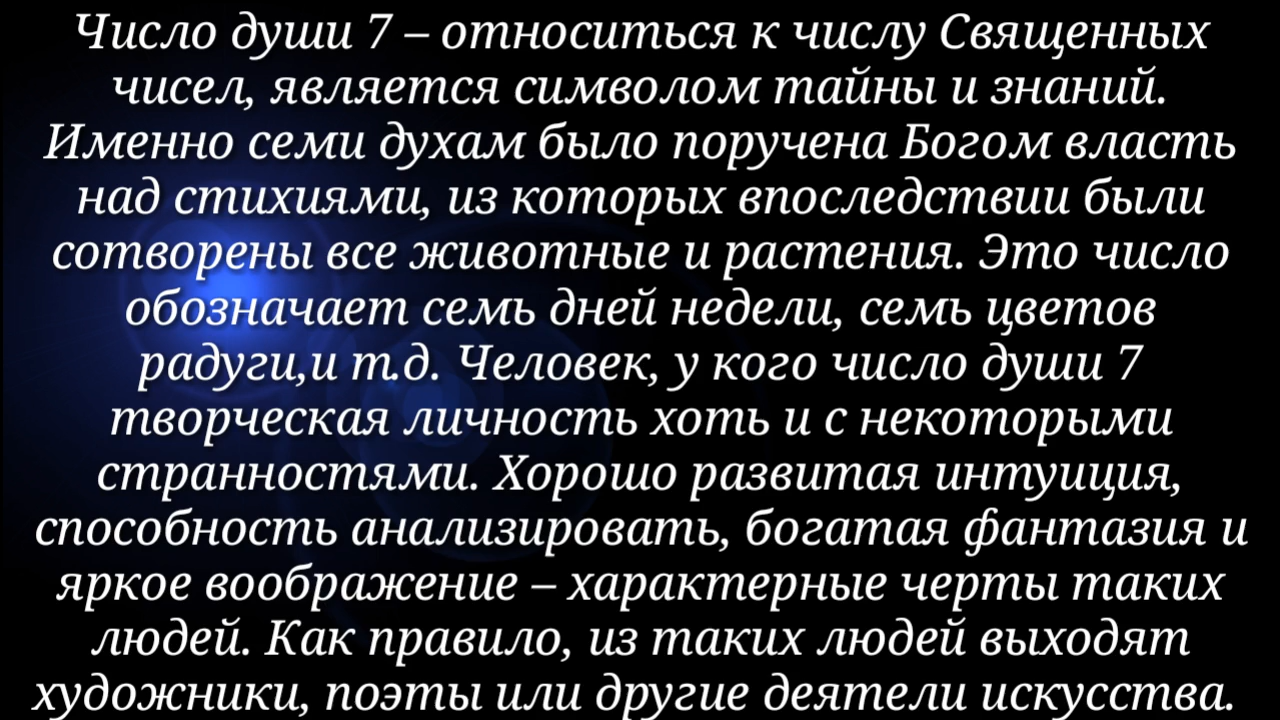 Число души 7 – относиться к числу Священных
чисел, является символом тайны и знаний.
Именно семи духам было поручена Богом власть
над стихиями, из которых впоследствии были
сотворены все животные и растения. Это число
обозначает семь дней недели, семь цветов
радуги,и т.д. Человек, у кого число души 7
творческая личность хоть и с некоторыми
странностями. Хорошо развитая интуиция,
способность анализировать, богатая фантазия и
яркое воображение – характерные черты таких
людей. Как правило, из таких людей выходят
художники, поэты или другие деятели искусства.